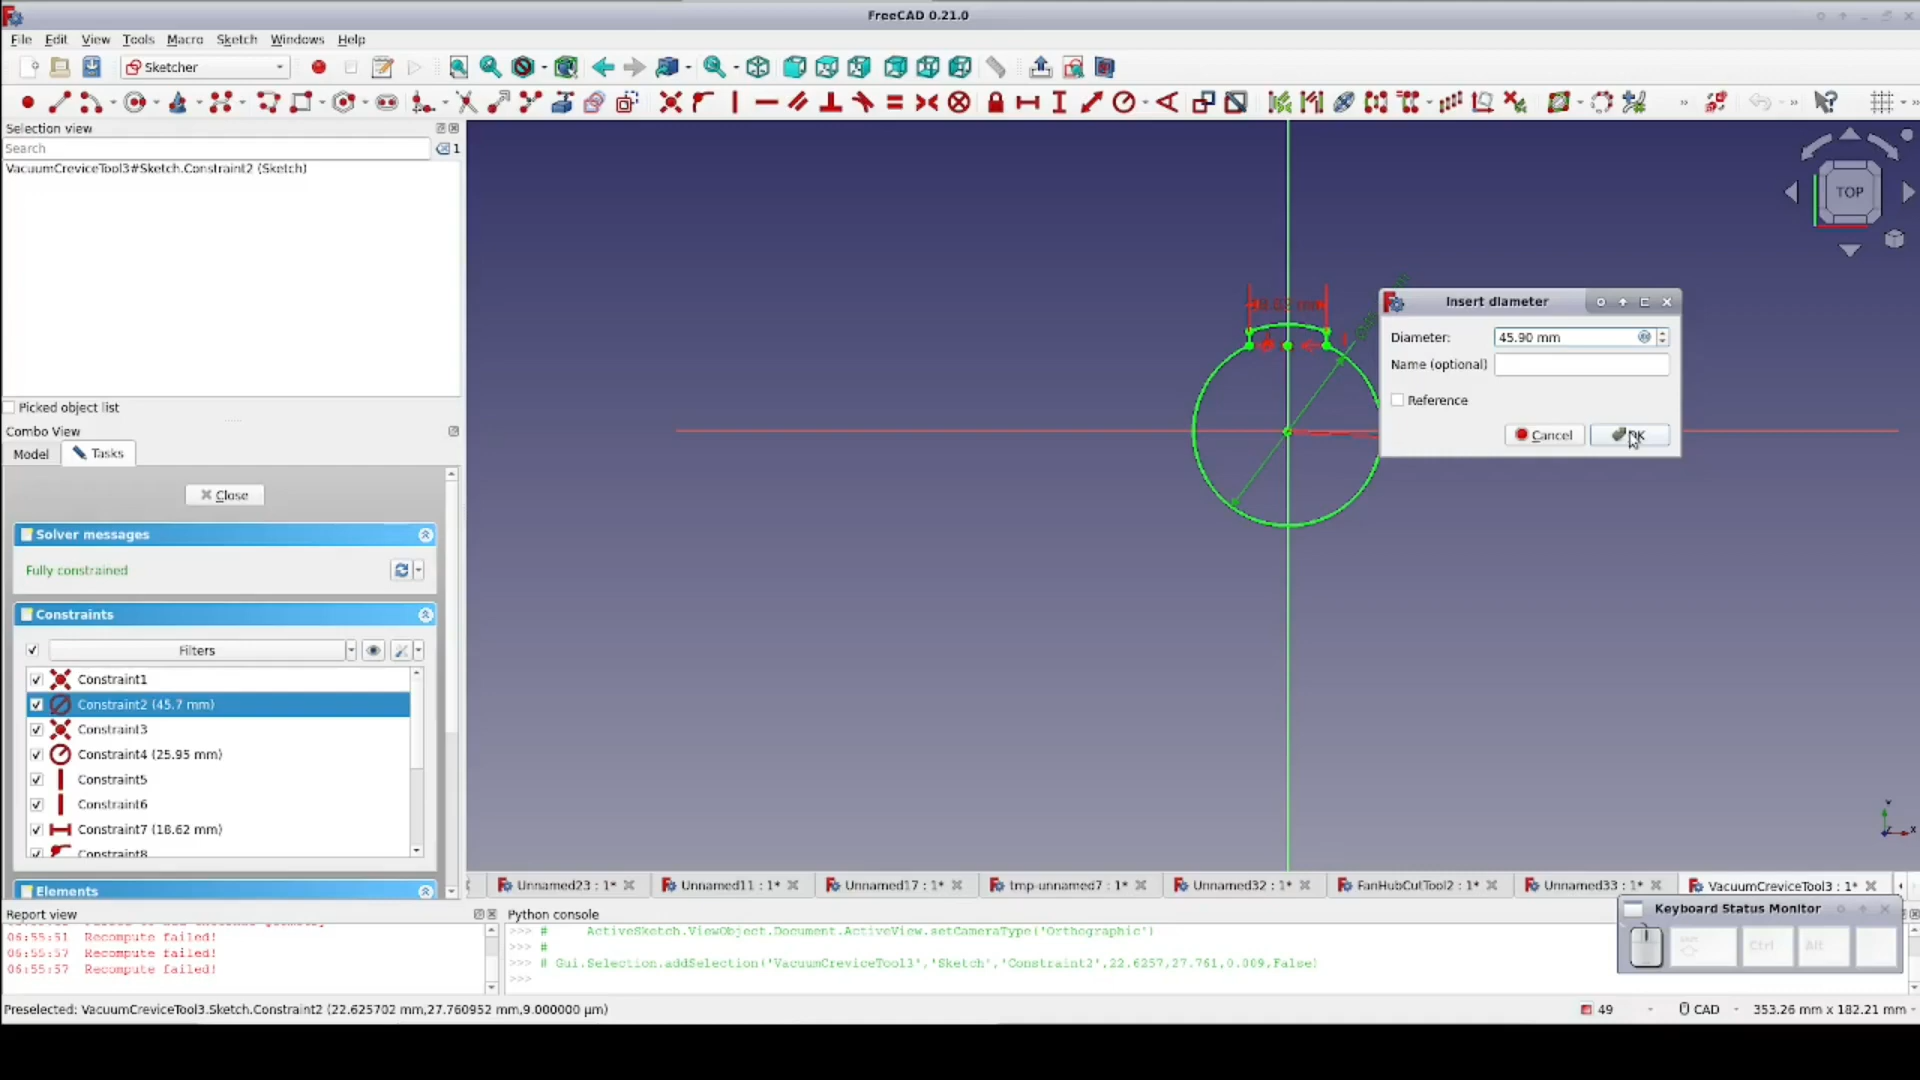 FreeCAD 0.21.0
File Edit View Tools Macro Sketch Windows Help
Sketcher
Selection view
Search
1
VacuumCreviceTool3#Sketch.Constraint2 (Sketch)
TOP
Insert diameter
Diameter: 45.90 mm
Name (optional)
Reference
Cancel OK
Picked object list
Combo View
Model Tasks
Close
Solver messages
Fully constrained
Constraints
Filters
Constraint1
Constraint2 (45.7 mm)
Constraint3
Constraint4 (25.95 mm)
Constraint5
Constraint6
Constraint7 (18.62 mm)
Constraint8
Elements
Unnamed23 : 1* Unnamed11 : 1* Unnamed17 : 1* tmp-unnamed7 : 1* Unnamed32 : 1* FanHubCutTool2 : 1* Unnamed33 : 1* VacuumCreviceTool3 : 1*
Report view
06:55:51 Recompute failed!
06:55:57 Recompute failed!
06:55:57 Recompute failed!
Python console
>>> # ActiveSketch.ViewObject.Document.ActiveView.setCameraType('Orthographic')
>>> #
>>> # Gui.Selection.addSelection('VacuumCreviceTool3','Sketch','Constraint2',22.6257,27.761,0.009,False)
>>>
Keyboard Status Monitor
Ctrl Alt
Preselected: VacuumCreviceTool3.Sketch.Constraint2 (22.625702 mm,27.760952 mm,9.000000 µm)
49 - CAD - 353.26 mm x 182.21 mm